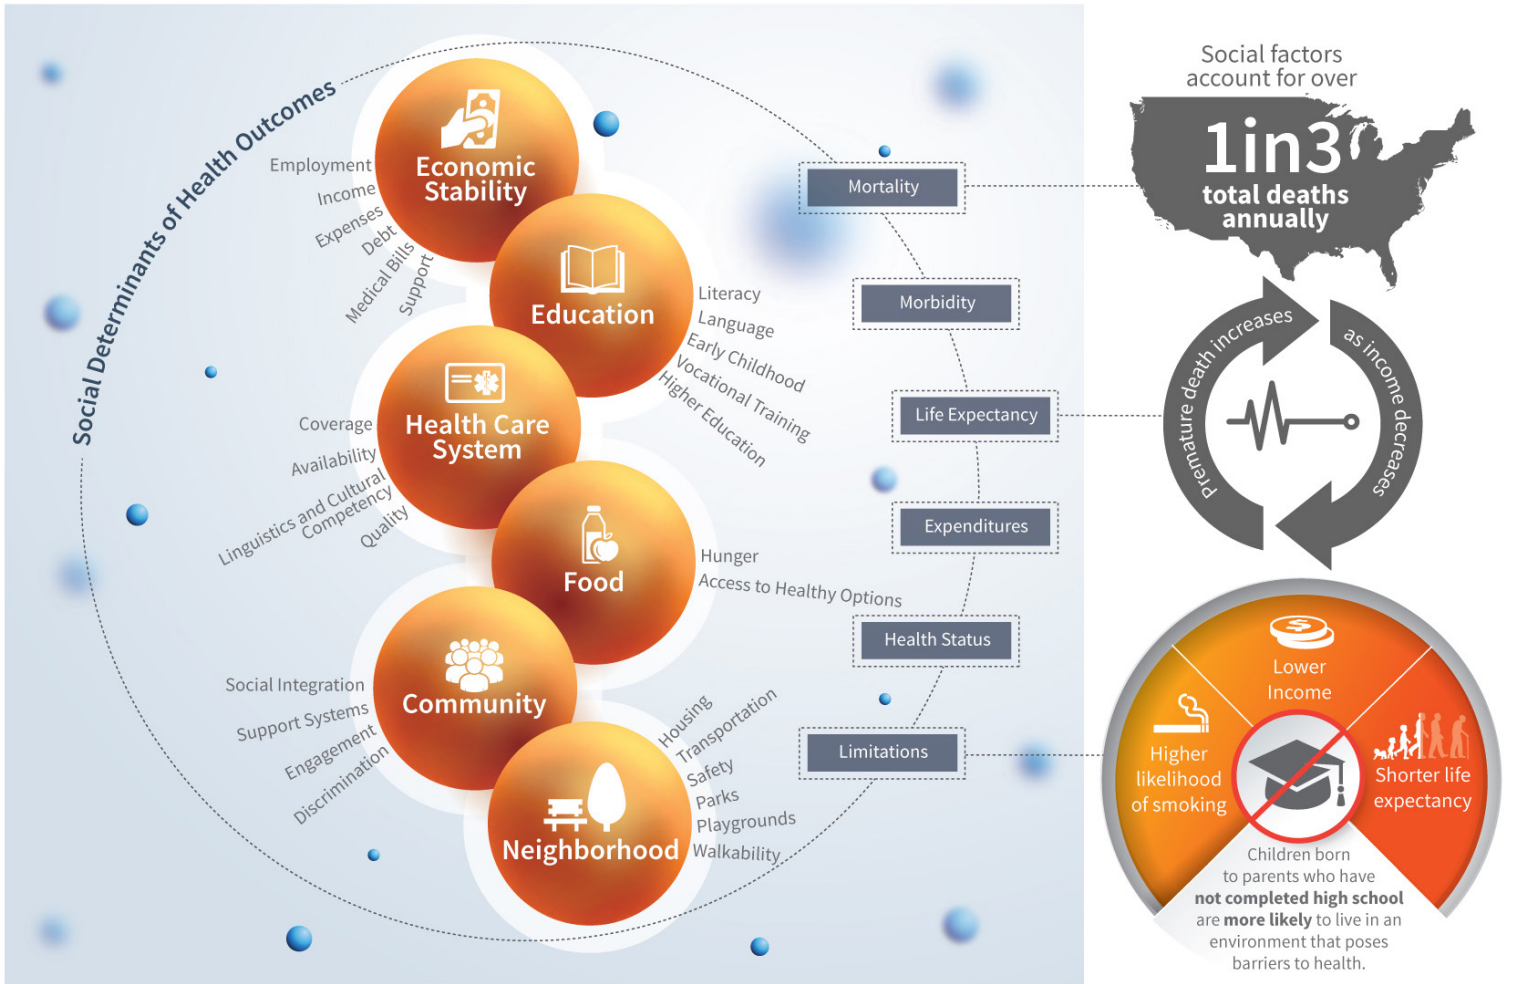 Social Determinants of Health Outcomes
Economic
Stability
Employment
Income
Expenses
Debt
Medical Bills
Support
Education
Literacy
Language
Early Childhood
Vocational Training
Higher Education
Health Care
System
Coverage
Availability
Linguistics and Cultural
Competency
Quality
Food
Hunger
Access to Healthy Options
Community
Social Integration
Support Systems
Engagement
Discrimination
Neighborhood
Housing
Transportation
Safety
Parks
Playgrounds
Walkability
Mortality
Morbidity
Life Expectancy
Expenditures
Health Status
Limitations
Social factors
account for over
1in3
total deaths
annually
Premature death increases
as income decreases
Lower
Income
Higher
likelihood
of smoking
Shorter life
expectancy
Children born
to parents who have
not completed high school
are more likely to live in an
environment that poses
barriers to health.